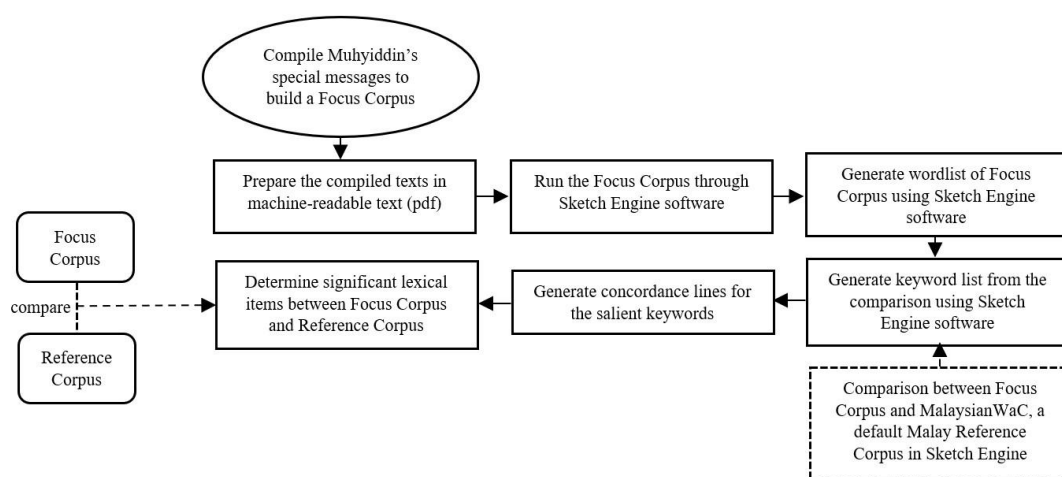 Compile Muhyiddin's
special messages to
build a Focus Corpus
Prepare the compiled texts in
machine-readable text (pdf)
Run the Focus Corpus through
Sketch Engine software
Generate wordlist of Focus
Corpus using Sketch Engine
software
Focus
Corpus
compare
Reference
Corpus
Determine significant lexical
items between Focus Corpus
and Reference Corpus
Generate concordance lines for
the salient keywords
Generate keyword list from the
comparison using Sketch
Engine software
Comparison between Focus
Corpus and MalaysianWaC, a
default Malay Reference
Corpus in Sketch Engine